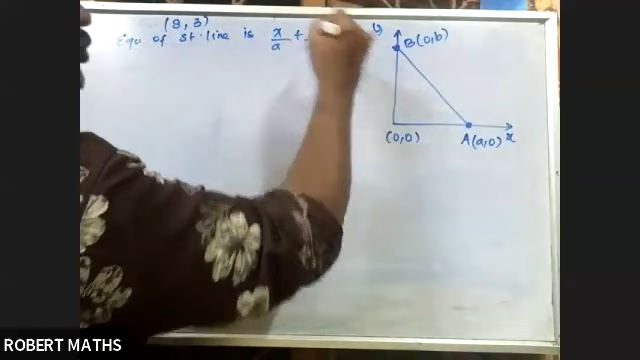 (8, 3)
Equ of st. line is x/a +
y
B(0,b)
(0,0)
A(a,0) x
ROBERT MATHS